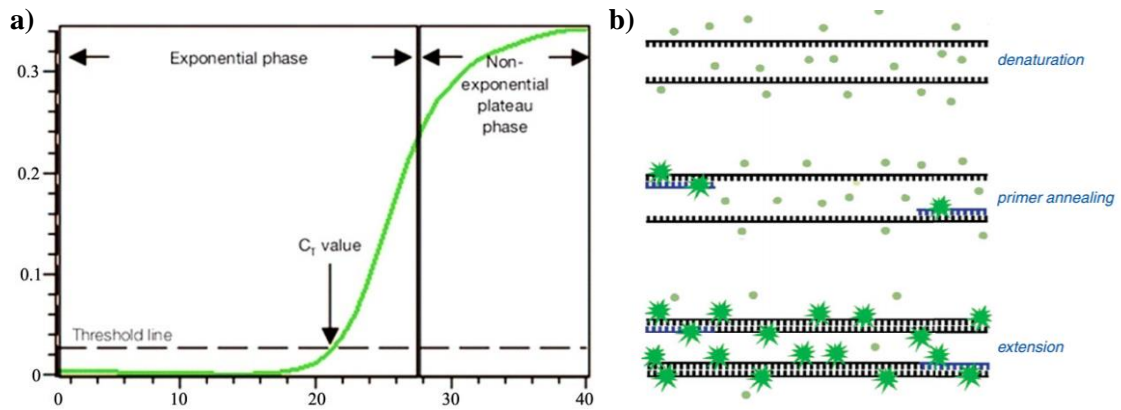 a)
Exponential phase
Non-
exponential
plateau
phase
0.3
0.2
C_T value
0.1
Threshold line
0
0
10
20
30
40
b)
denaturation
primer annealing
extension